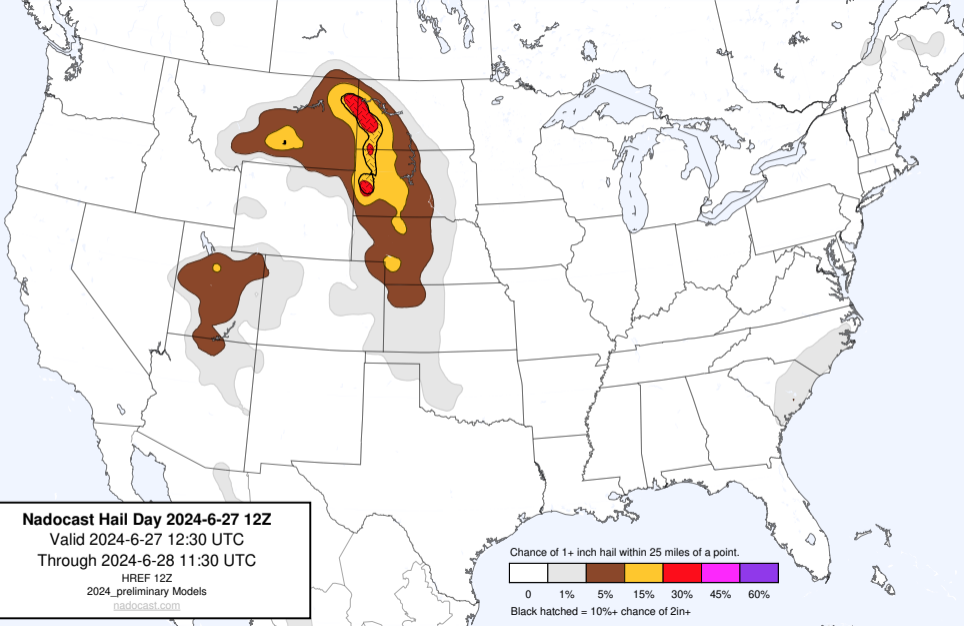 Nadocast Hail Day 2024-6-27 12Z
Valid 2024-6-27 12:30 UTC
Through 2024-6-28 11:30 UTC
HREF 12Z
2024_preliminary Models
nadocast.com
Chance of 1+ inch hail within 25 miles of a point.
0 1% 5% 15% 30% 45% 60%
Black hatched = 10%+ chance of 2in+